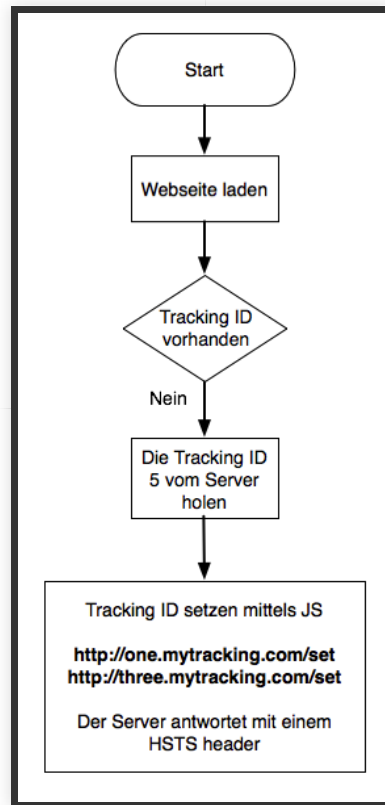 Start
Webseite laden
Tracking ID
vorhanden
Nein
Die Tracking ID
5 vom Server
holen
Tracking ID setzen mittels JS
http://one.mytracking.com/set
http://three.mytracking.com/set
Der Server antwortet mit einem
HSTS header